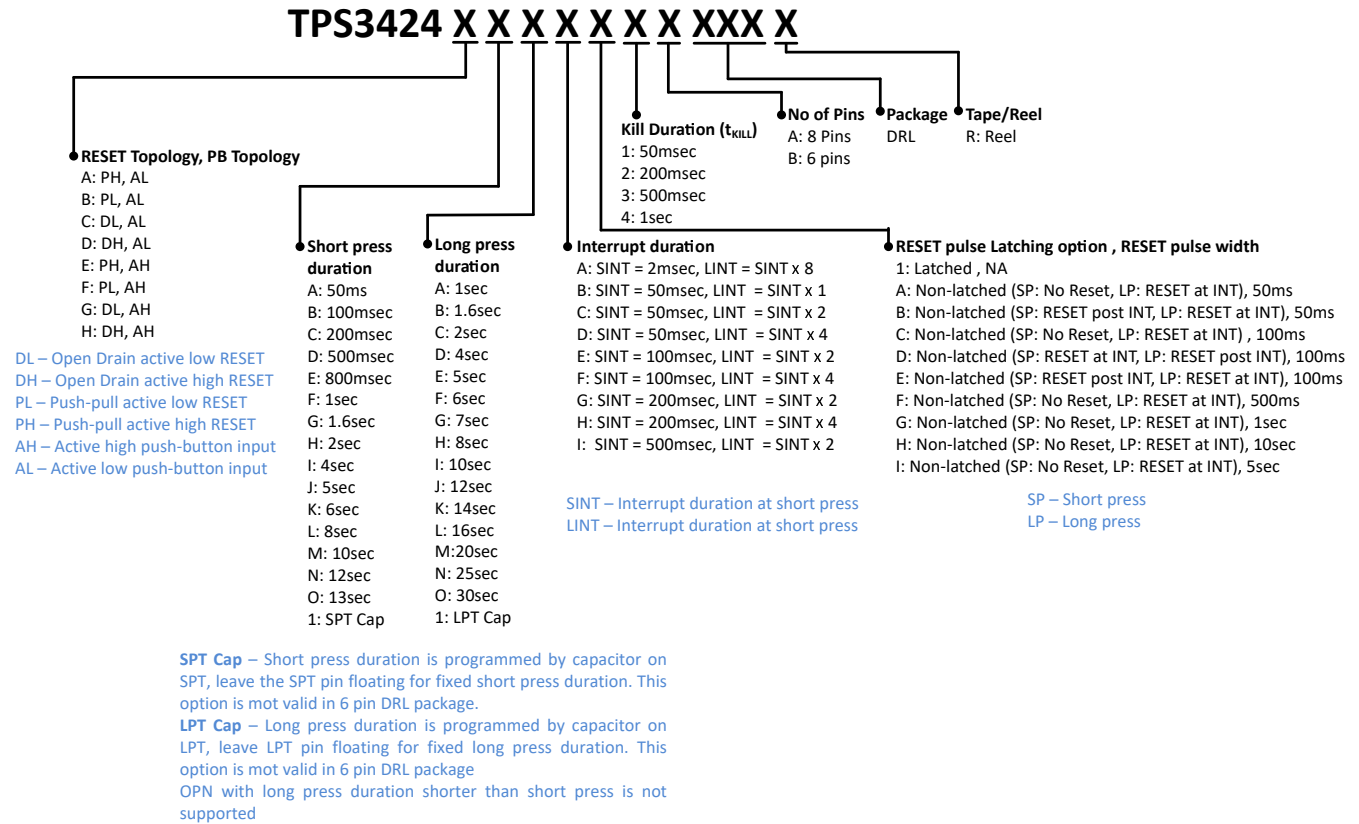 TPS3424 X X X X X X X XXX X
Kill Duration (tKILL)
1: 50msec
2: 200msec
3: 500msec
4: 1sec
No of Pins
A: 8 Pins
B: 6 pins
Package
DRL
Tape/Reel
R: Reel
RESET Topology, PB Topology
A: PH, AL
B: PL, AL
C: DL, AL
D: DH, AL
E: PH, AH
F: PL, AH
G: DL, AH
H: DH, AH
DL – Open Drain active low RESET
DH – Open Drain active high RESET
PL – Push-pull active low RESET
PH – Push-pull active high RESET
AH – Active high push-button input
AL – Active low push-button input
Short press
duration
A: 50ms
B: 100msec
C: 200msec
D: 500msec
E: 800msec
F: 1sec
G: 1.6sec
H: 2sec
I: 4sec
J: 5sec
K: 6sec
L: 8sec
M: 10sec
N: 12sec
O: 13sec
1: SPT Cap
Long press
duration
A: 1sec
B: 1.6sec
C: 2sec
D: 4sec
E: 5sec
F: 6sec
G: 7sec
H: 8sec
I: 10sec
J: 12sec
K: 14sec
L: 16sec
M:20sec
N: 25sec
O: 30sec
1: LPT Cap
Interrupt duration
A: SINT = 2msec, LINT = SINT x 8
B: SINT = 50msec, LINT = SINT x 1
C: SINT = 50msec, LINT = SINT x 2
D: SINT = 50msec, LINT = SINT x 4
E: SINT = 100msec, LINT = SINT x 2
F: SINT = 100msec, LINT = SINT x 4
G: SINT = 200msec, LINT = SINT x 2
H: SINT = 200msec, LINT = SINT x 4
I: SINT = 500msec, LINT = SINT x 2
SINT – Interrupt duration at short press
LINT – Interrupt duration at short press
RESET pulse Latching option , RESET pulse width
1: Latched , NA
A: Non-latched (SP: No Reset, LP: RESET at INT), 50ms
B: Non-latched (SP: RESET post INT, LP: RESET at INT), 50ms
C: Non-latched (SP: No Reset, LP: RESET at INT) , 100ms
D: Non-latched (SP: RESET at INT, LP: RESET post INT), 100ms
E: Non-latched (SP: RESET post INT, LP: RESET at INT), 100ms
F: Non-latched (SP: No Reset, LP: RESET at INT), 500ms
G: Non-latched (SP: No Reset, LP: RESET at INT), 1sec
H: Non-latched (SP: No Reset, LP: RESET at INT), 10sec
I: Non-latched (SP: No Reset, LP: RESET at INT), 5sec
SP – Short press
LP – Long press
SPT Cap – Short press duration is programmed by capacitor on
SPT, leave the SPT pin floating for fixed short press duration. This
option is mot valid in 6 pin DRL package.
LPT Cap – Long press duration is programmed by capacitor on
LPT, leave LPT pin floating for fixed long press duration. This
option is mot valid in 6 pin DRL package
OPN with long press duration shorter than short press is not
supported